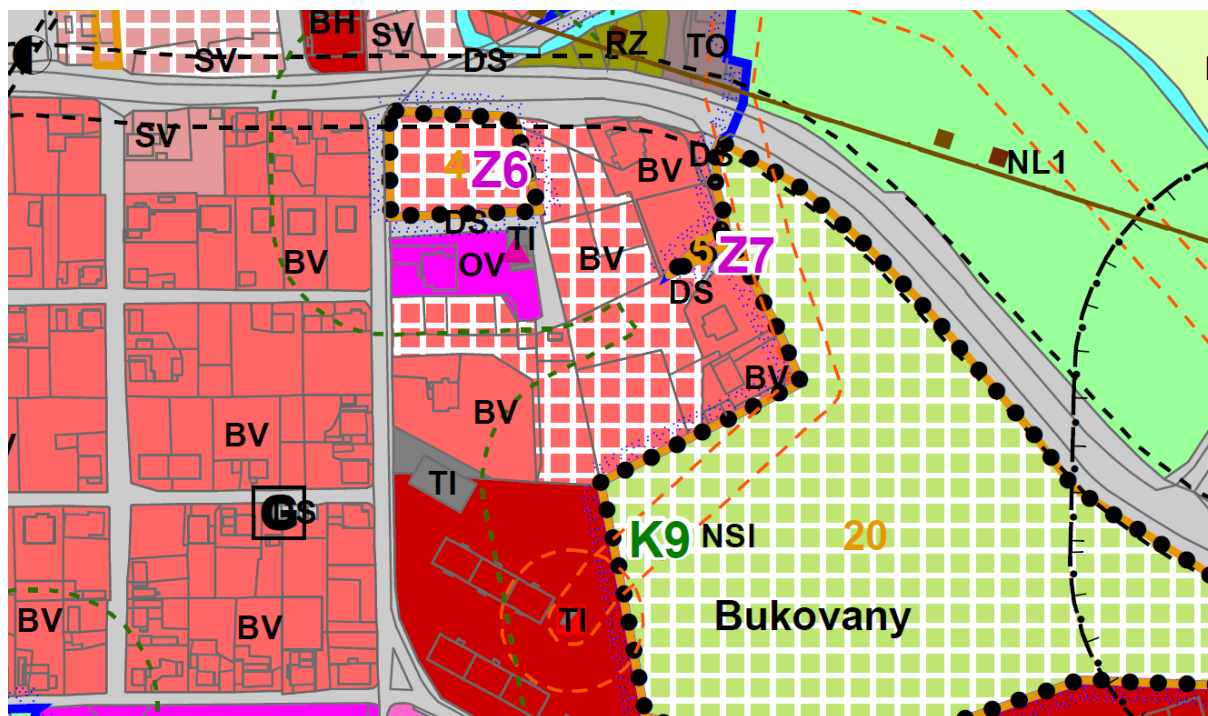 BH
SV
SV
DS
RZ
TO
SV
4
Z6
BV
DS
NL1
DS
TI
BV
OV
BV
5
Z7
DS
BV
BV
BV
TI
G
K9
NSI
20
BV
BV
TI
Bukovany